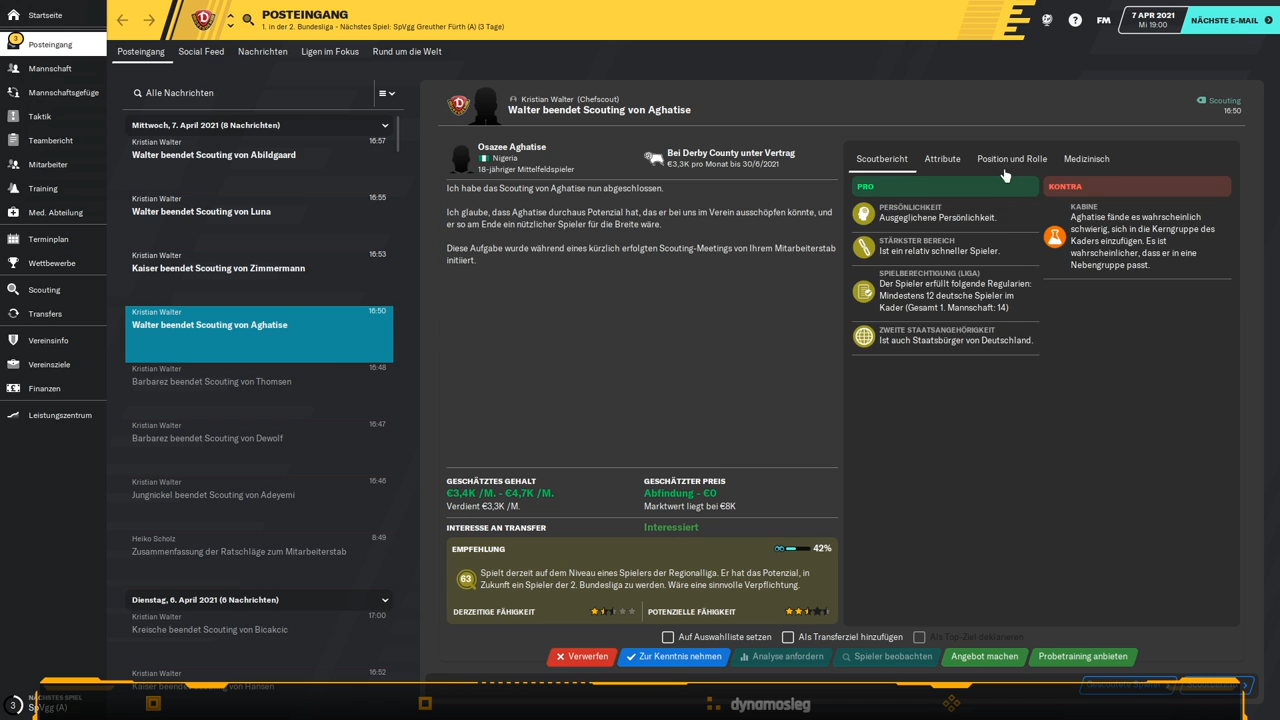 Startseite
POSTEINGANG
1. in der 2. Bundesliga - Nächstes Spiel: SpVgg Greuther Fürth (A) (3 Tage)
FM
7 APR 2021
Mi 19:00
NÄCHSTE E-MAIL
3
Posteingang
Mannschaft
Mannschaftsgefüge
Taktik
Teambericht
Mitarbeiter
Training
Med. Abteilung
Terminplan
Wettbewerbe
Scouting
Transfers
Vereinsinfo
Vereinsziele
Finanzen
Leistungszentrum
Posteingang
Social Feed
Nachrichten
Ligen im Fokus
Rund um die Welt
Alle Nachrichten
Mittwoch, 7. April 2021 (8 Nachrichten)
Kristian Walter 16:57
Walter beendet Scouting von Abildgaard
Kristian Walter 16:55
Walter beendet Scouting von Luna
Kristian Walter 16:53
Kaiser beendet Scouting von Zimmermann
Kristian Walter 16:50
Walter beendet Scouting von Aghatise
Kristian Walter 16:48
Barbarez beendet Scouting von Thomsen
Kristian Walter 16:47
Barbarez beendet Scouting von Dewolf
Kristian Walter 16:46
Jungnickel beendet Scouting von Adeyemi
Heiko Scholz 8:49
Zusammenfassung der Ratschläge zum Mitarbeiterstab
Dienstag, 6. April 2021 (6 Nachrichten)
Kristian Walter 17:00
Kreische beendet Scouting von Bicakcic
Kristian Walter 16:52
Kaiser beendet Scouting von Hansen
Kristian Walter (Chefscout)
Walter beendet Scouting von Aghatise
Scouting
16:50
Osazee Aghatise
Nigeria
18-jähriger Mittelfeldspieler
Bei Derby County unter Vertrag
€3,3K pro Monat bis 30/6/2021
Ich habe das Scouting von Aghatise nun abgeschlossen.
Ich glaube, dass Aghatise durchaus Potenzial hat, das er bei uns im Verein ausschöpfen könnte, und
er so am Ende ein nützlicher Spieler für die Breite wäre.
Diese Aufgabe wurde während eines kürzlich erfolgten Scouting-Meetings von Ihrem Mitarbeiterstab
initiiert.
GESCHÄTZTES GEHALT
€3,4K /M. - €4,7K /M.
Verdient €3,3K /M.
GESCHÄTZTER PREIS
Abfindung - €0
Marktwert liegt bei €8K
INTERESSE AN TRANSFER
Interessiert
EMPFEHLUNG
42%
63
Spielt derzeit auf dem Niveau eines Spielers der Regionalliga. Er hat das Potenzial, in
Zukunft ein Spieler der 2. Bundesliga zu werden. Wäre eine sinnvolle Verpflichtung.
DERZEITIGE FÄHIGKEIT
POTENZIELLE FÄHIGKEIT
Scoutbericht
Attribute
Position und Rolle
Medizinisch
PRO
PERSÖNLICHKEIT
Ausgeglichene Persönlichkeit.
STÄRKSTER BEREICH
Ist ein relativ schneller Spieler.
SPIELBERECHTIGUNG (LIGA)
Der Spieler erfüllt folgende Regularien:
Mindestens 12 deutsche Spieler im
Kader (Gesamt 1. Mannschaft: 14)
ZWEITE STAATSANGEHÖRIGKEIT
Ist auch Staatsbürger von Deutschland.
KONTRA
KABINE
Aghatise fände es wahrscheinlich
schwierig, sich in die Kerngruppe des
Kaders einzufügen. Es ist
wahrscheinlicher, dass er in eine
Nebengruppe passt.
Auf Auswahlliste setzen
Als Transferziel hinzufügen
Als Top-Ziel deklarieren
Verwerfen
Zur Kenntnis nehmen
Analyse anfordern
Spieler beobachten
Angebot machen
Probetraining anbieten
3
NÄCHSTES SPIEL
SpVgg (A)
dynamosleg